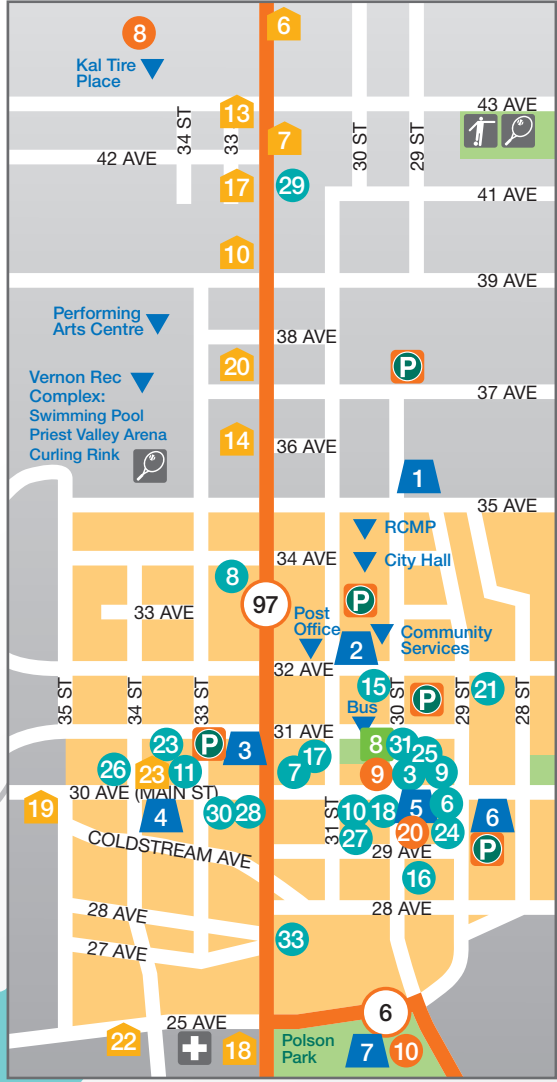 6
8
Kal Tire
Place
43 AVE
13
34 ST
33
7
30 ST
29 ST
42 AVE
17
29
41 AVE
10
39 AVE
Performing
Arts Centre
38 AVE
20
P
37 AVE
Vernon Rec
Complex:
Swimming Pool
Priest Valley Arena
Curling Rink
14
36 AVE
1
35 AVE
RCMP
34 AVE
City Hall
8
97
P
33 AVE
Post
Office
Community
Services
2
32 AVE
35 ST
34 ST
33 ST
15
30 ST
P
29 ST
21
28 ST
Bus
31 AVE
23
P
3
8
31
25
17
26
23
11
7
9
3
9
30 AVE (MAIN ST)
19
4
30
28
31 ST
10
18
5
6
6
27
20
24
COLDSTREAM AVE
29 AVE
P
16
28 AVE
28 AVE
27 AVE
33
6
25 AVE
22
18
Polson
Park
7
10